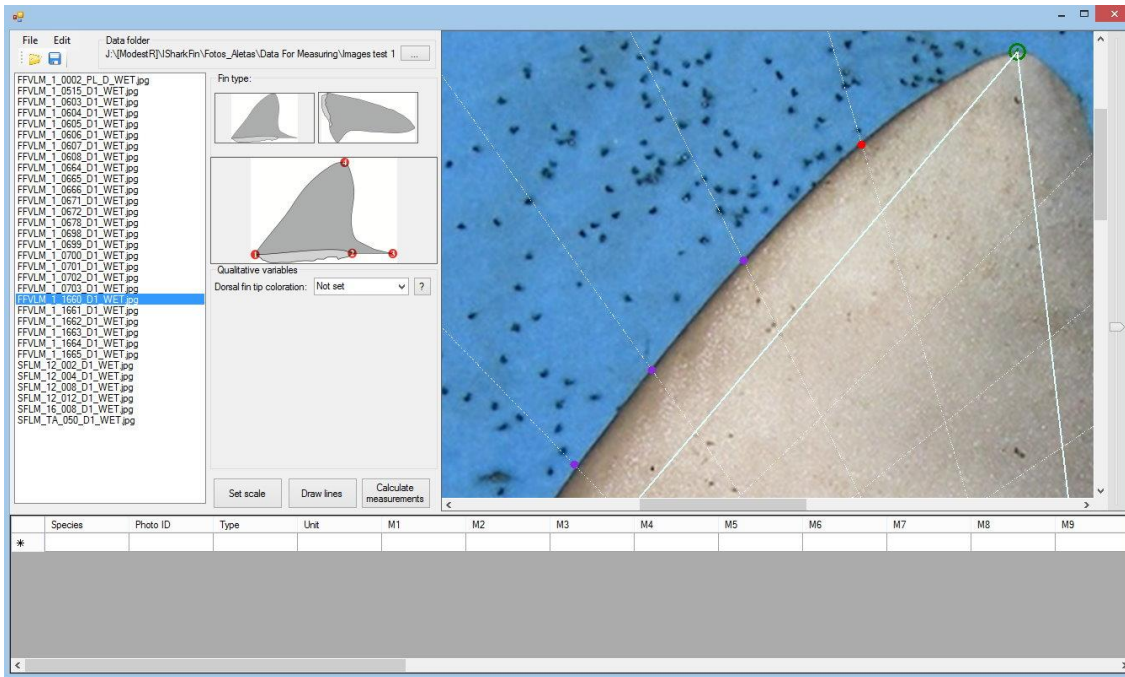 File Edit Data folder
J:\[ModestR]\ISharkFin\Fotos_Aletas\Data For Measuring\Images test 1 ...
FFVLM_1_0002_PL_D_WET.jpg
FFVLM_1_0515_D1_WET.jpg
FFVLM_1_0603_D1_WET.jpg
FFVLM_1_0604_D1_WET.jpg
FFVLM_1_0605_D1_WET.jpg
FFVLM_1_0606_D1_WET.jpg
FFVLM_1_0607_D1_WET.jpg
FFVLM_1_0608_D1_WET.jpg
FFVLM_1_0664_D1_WET.jpg
FFVLM_1_0665_D1_WET.jpg
FFVLM_1_0666_D1_WET.jpg
FFVLM_1_0671_D1_WET.jpg
FFVLM_1_0672_D1_WET.jpg
FFVLM_1_0678_D1_WET.jpg
FFVLM_1_0698_D1_WET.jpg
FFVLM_1_0699_D1_WET.jpg
FFVLM_1_0700_D1_WET.jpg
FFVLM_1_0701_D1_WET.jpg
FFVLM_1_0702_D1_WET.jpg
FFVLM_1_0703_D1_WET.jpg
FFVLM_1_1660_D1_WET.jpg
FFVLM_1_1661_D1_WET.jpg
FFVLM_1_1662_D1_WET.jpg
FFVLM_1_1663_D1_WET.jpg
FFVLM_1_1664_D1_WET.jpg
FFVLM_1_1665_D1_WET.jpg
SFLM_12_002_D1_WET.jpg
SFLM_12_004_D1_WET.jpg
SFLM_12_008_D1_WET.jpg
SFLM_12_012_D1_WET.jpg
SFLM_16_008_D1_WET.jpg
SFLM_TA_050_D1_WET.jpg
Fin type:
4
1 2 3
Qualitative variables
Dorsal fin tip coloration: Not set ?
Set scale Draw lines Calculate measurements
4
Species Photo ID Type Unit M1 M2 M3 M4 M5 M6 M7 M8 M9